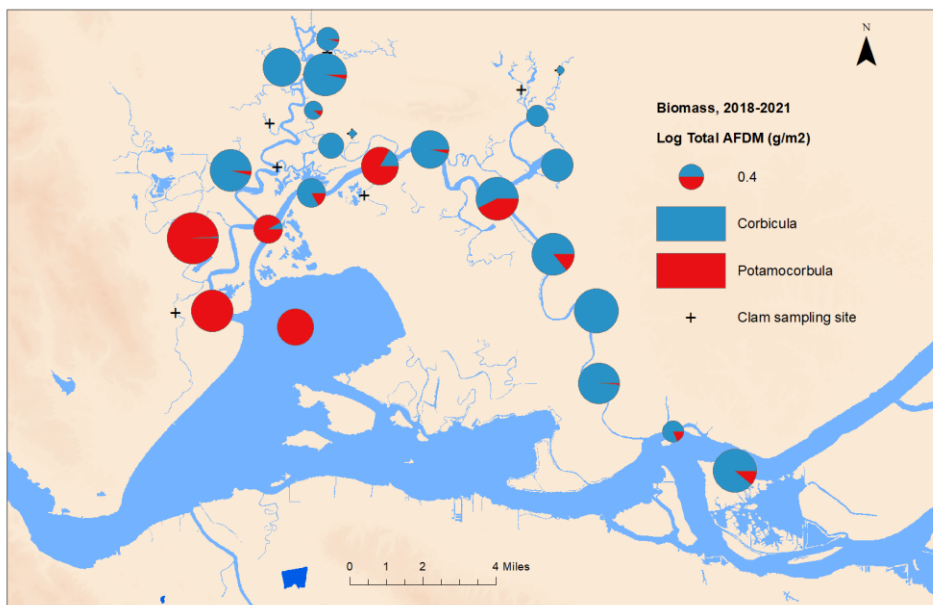 N
Biomass, 2018-2021
Log Total AFDM (g/m2)
0.4
Corbicula
Potamocorbula
Clam sampling site
0 1 2 4 Miles